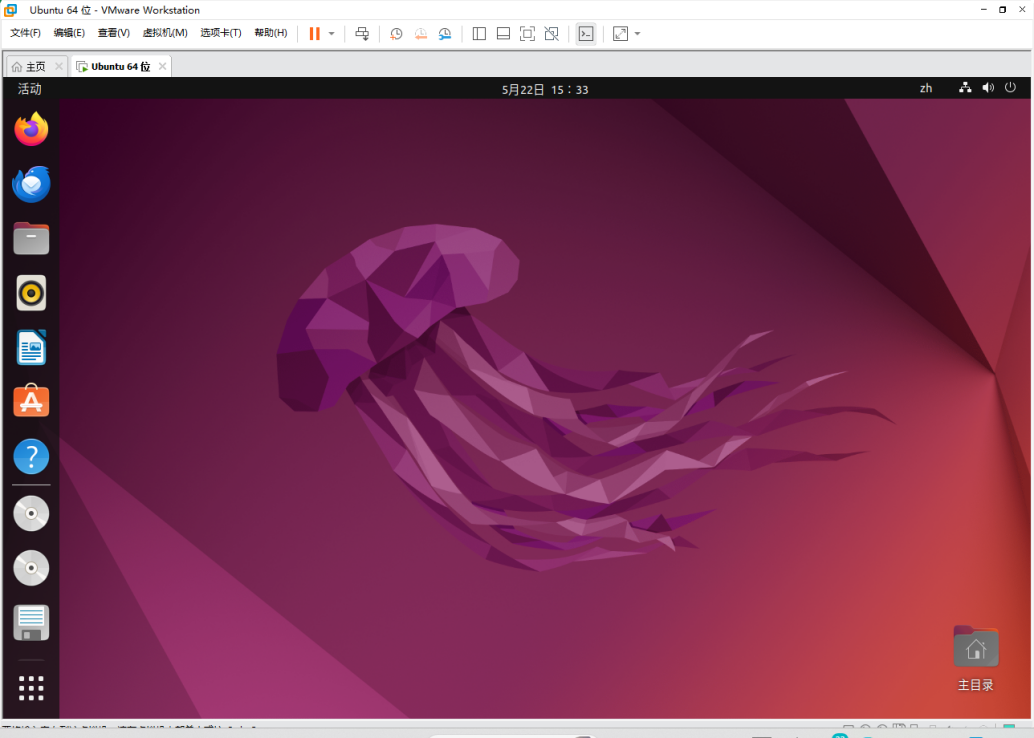 Ubuntu 64 位 - VMware Workstation
文件(F) 编辑(E) 查看(V) 虚拟机(M) 选项卡(T) 帮助(H)
主页 Ubuntu 64 位
活动 5月22日 15：33 zh
主目录